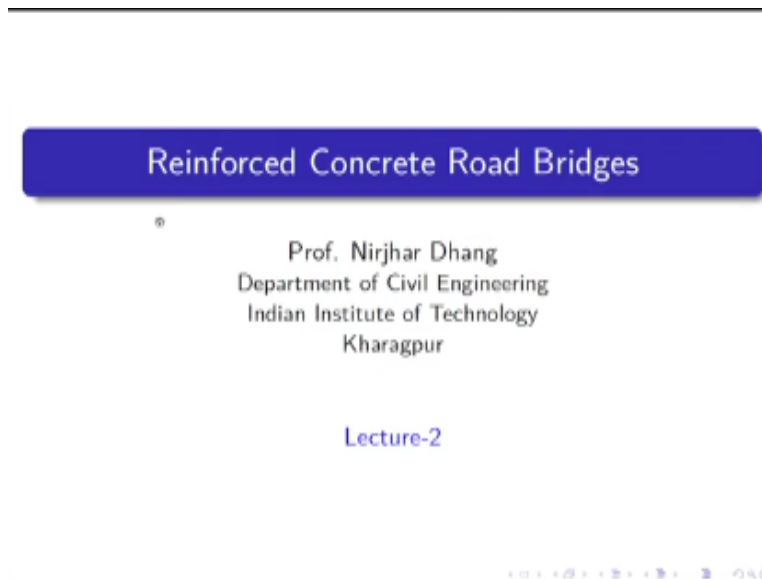 Reinforced Concrete Road Bridges
Prof. Nirjhar Dhang
Department of Civil Engineering
Indian Institute of Technology
Kharagpur
Lecture-2